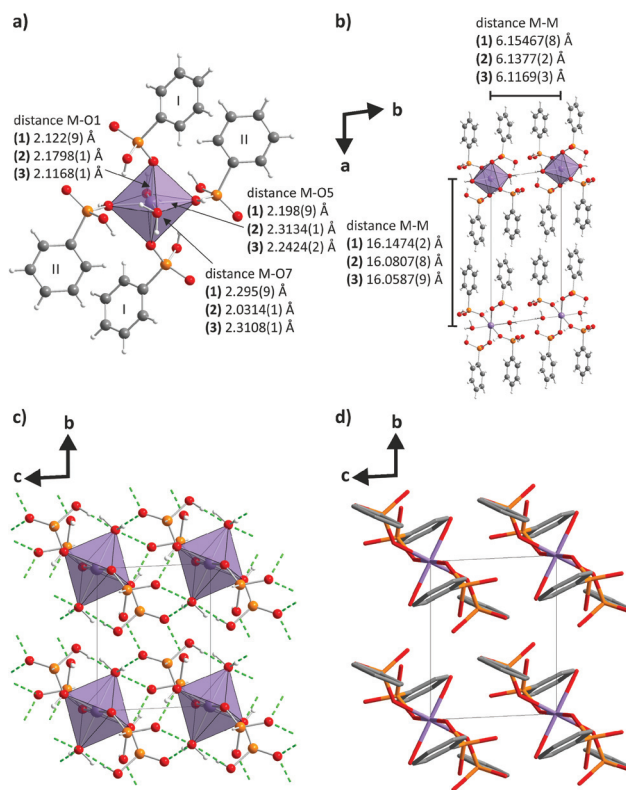 a)
I
II
distance M-O1
(1) 2.122(9) Å
(2) 2.1798(1) Å
(3) 2.1168(1) Å
distance M-O5
(1) 2.198(9) Å
(2) 2.3134(1) Å
(3) 2.2424(2) Å
II
I
distance M-O7
(1) 2.295(9) Å
(2) 2.0314(1) Å
(3) 2.3108(1) Å
b)
distance M-M
(1) 6.15467(8) Å
(2) 6.1377(2) Å
(3) 6.1169(3) Å
b
a
distance M-M
(1) 16.1474(2) Å
(2) 16.0807(8) Å
(3) 16.0587(9) Å
c)
b
c
d)
b
c